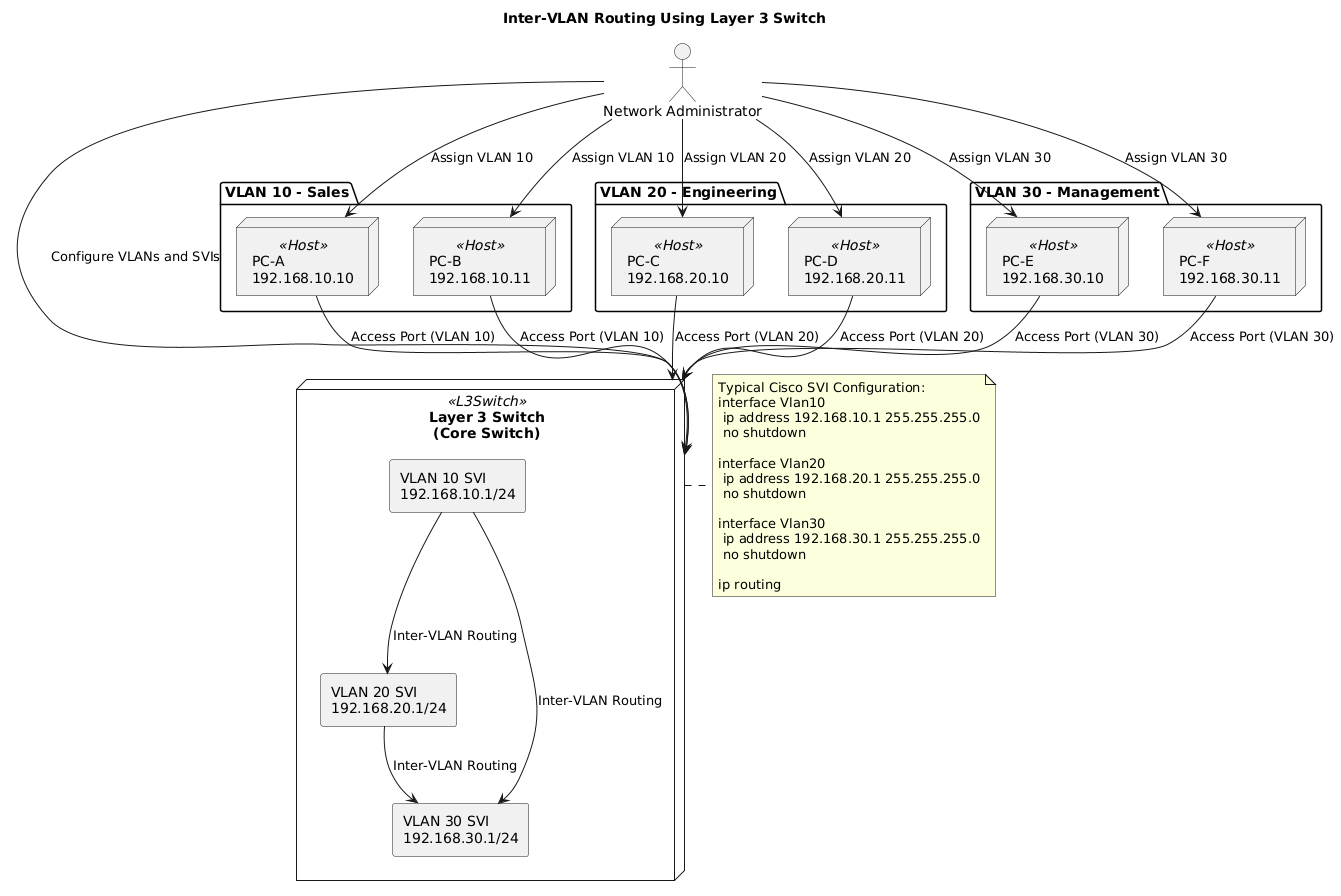 Inter-VLAN Routing Using Layer 3 Switch
Network Administrator
Assign VLAN 10
Assign VLAN 10
Assign VLAN 20
Assign VLAN 20
Assign VLAN 30
Assign VLAN 30
VLAN 10 - Sales
VLAN 20 - Engineering
VLAN 30 - Management
«Host»
PC-A
192.168.10.10
«Host»
PC-B
192.168.10.11
«Host»
PC-C
192.168.20.10
«Host»
PC-D
192.168.20.11
«Host»
PC-E
192.168.30.10
«Host»
PC-F
192.168.30.11
Configure VLANs and SVIs
Access Port (VLAN 10)
Access Port (VLAN 10)
Access Port (VLAN 20)
Access Port (VLAN 20)
Access Port (VLAN 30)
Access Port (VLAN 30)
«L3Switch»
Layer 3 Switch
(Core Switch)
VLAN 10 SVI
192.168.10.1/24
Inter-VLAN Routing
VLAN 20 SVI
192.168.20.1/24
Inter-VLAN Routing
Inter-VLAN Routing
VLAN 30 SVI
192.168.30.1/24
Typical Cisco SVI Configuration:
interface Vlan10
ip address 192.168.10.1 255.255.255.0
no shutdown
interface Vlan20
ip address 192.168.20.1 255.255.255.0
no shutdown
interface Vlan30
ip address 192.168.30.1 255.255.255.0
no shutdown
ip routing